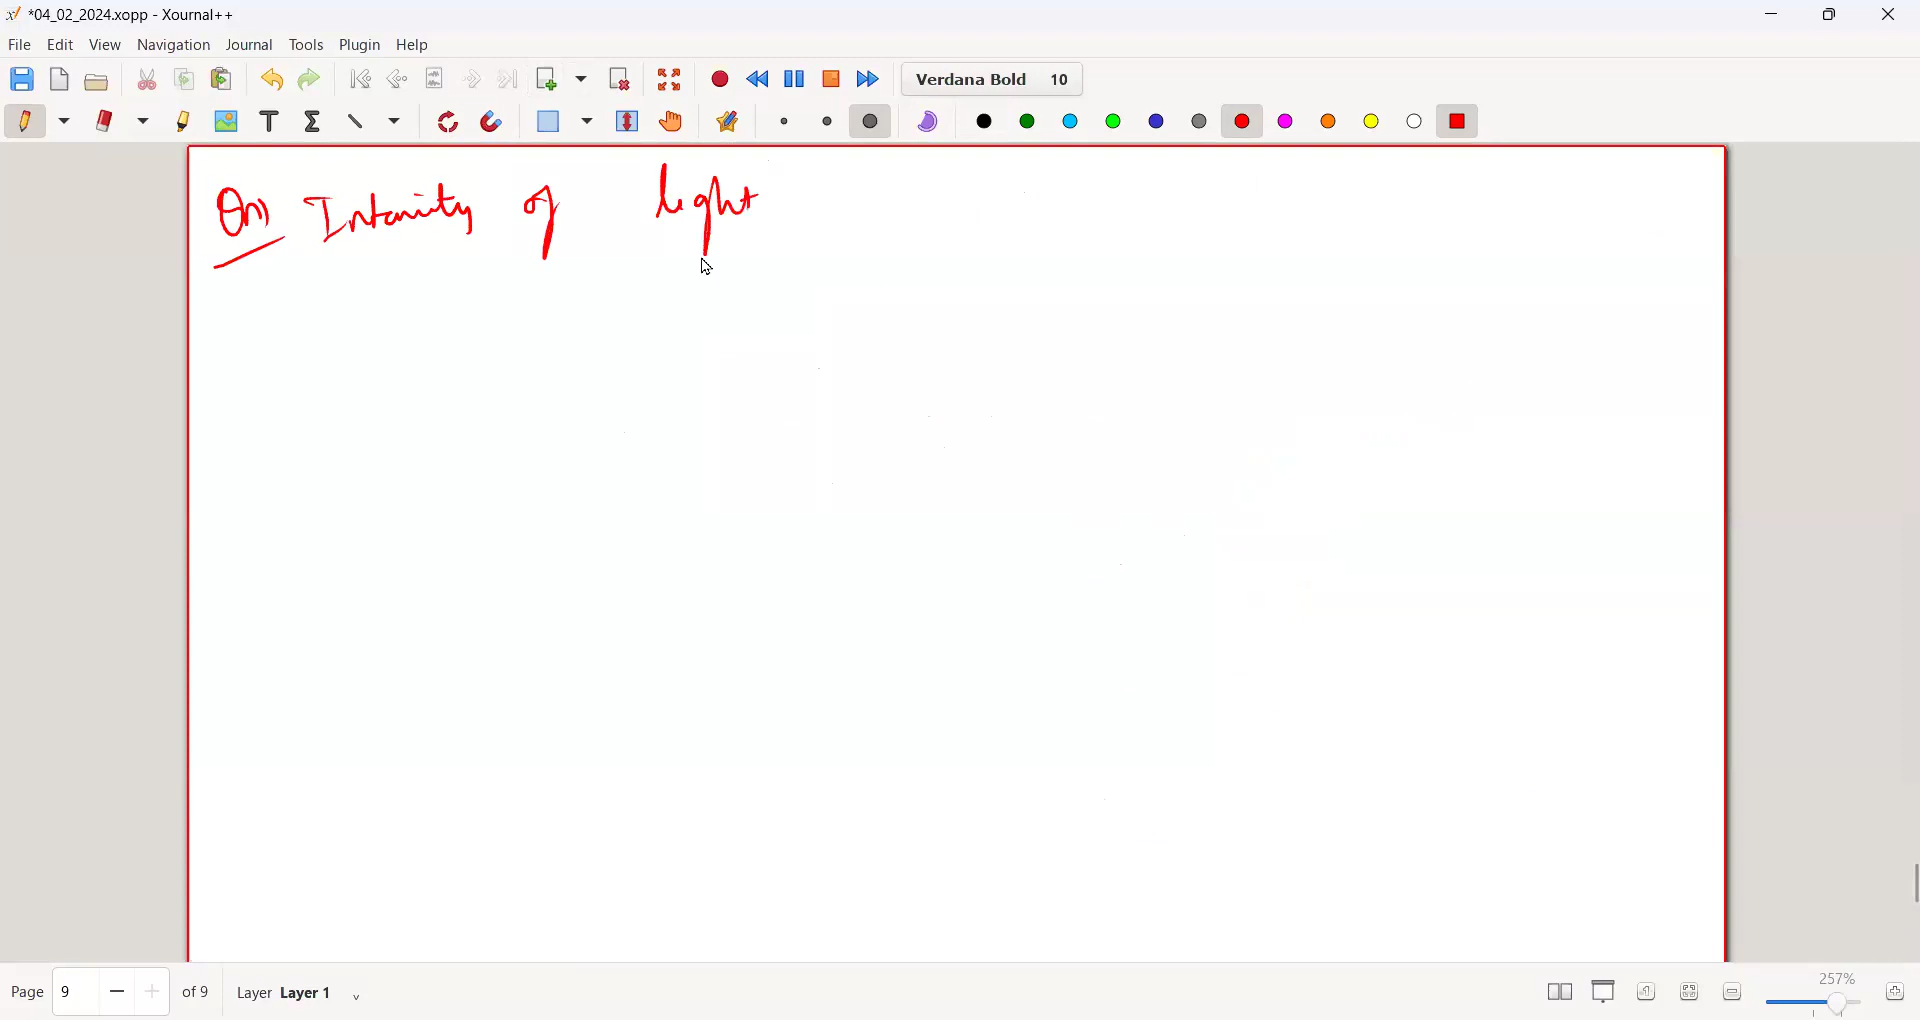 *04_02_2024.xopp - Xournal++
File Edit View Navigation Journal Tools Plugin Help
Verdana Bold 10
Qn) Intensity of light
Page 9 of 9 Layer Layer 1 257%